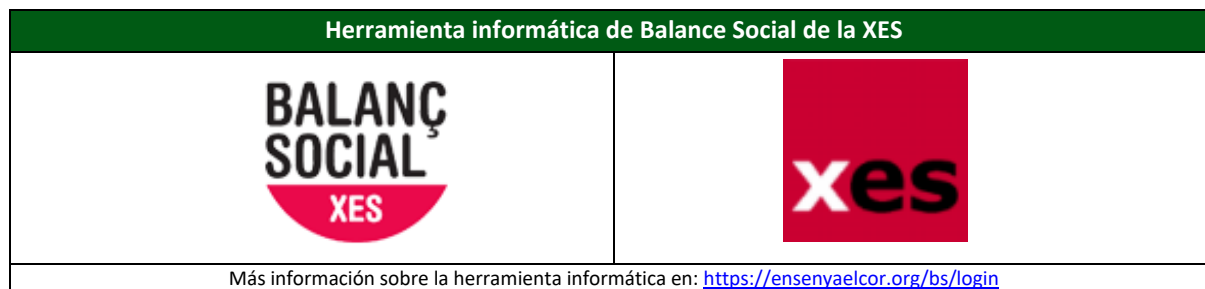 Herramienta informática de Balance Social de la XES
BALANÇ
SOCIAL
XES
xes
Más información sobre la herramienta informática en: https://ensenyaelcor.org/bs/login